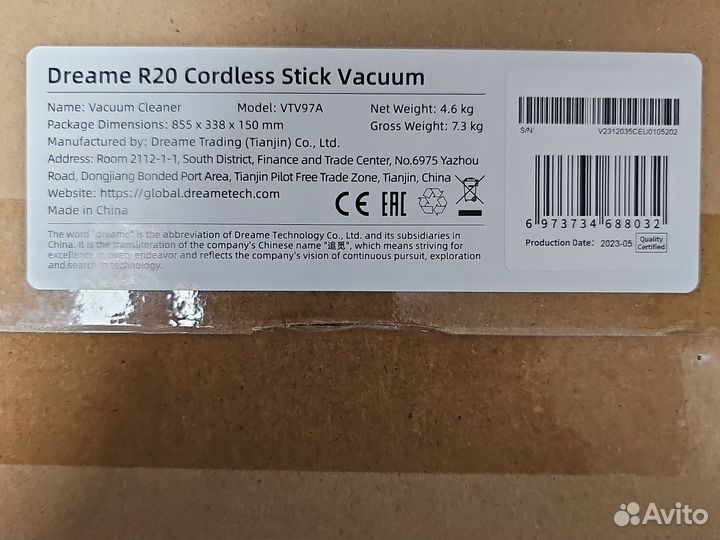 Dreame R20 Cordless Stick Vacuum
Name: Vacuum Cleaner Model: VTV97A Net Weight: 4.6 kg
Package Dimensions: 855 x 338 x 150 mm Gross Weight: 7.3 kg
Manufactured by: Dreame Trading (Tianjin) Co., Ltd.
Address: Room 2112-1-1, South District, Finance and Trade Center, No.6975 Yazhou
Road, Dongjiang Bonded Port Area, Tianjin Pilot Free Trade Zone, Tianjin, China
Website: https://global.dreametech.com
Made in China
CE EAC
The word "dreame" is the abbreviation of Dreame Technology Co., Ltd. and its subsidiaries in
China. It is the transliteration of the company's Chinese name "追觅", which means striving for
excellence in every endeavor and reflects the company's vision of continuous pursuit, exploration
and search in technology.
S/N: V2312035CEU0105202
6 973734 688032
Production Date: 2023-05 Quality
Certified
Avito